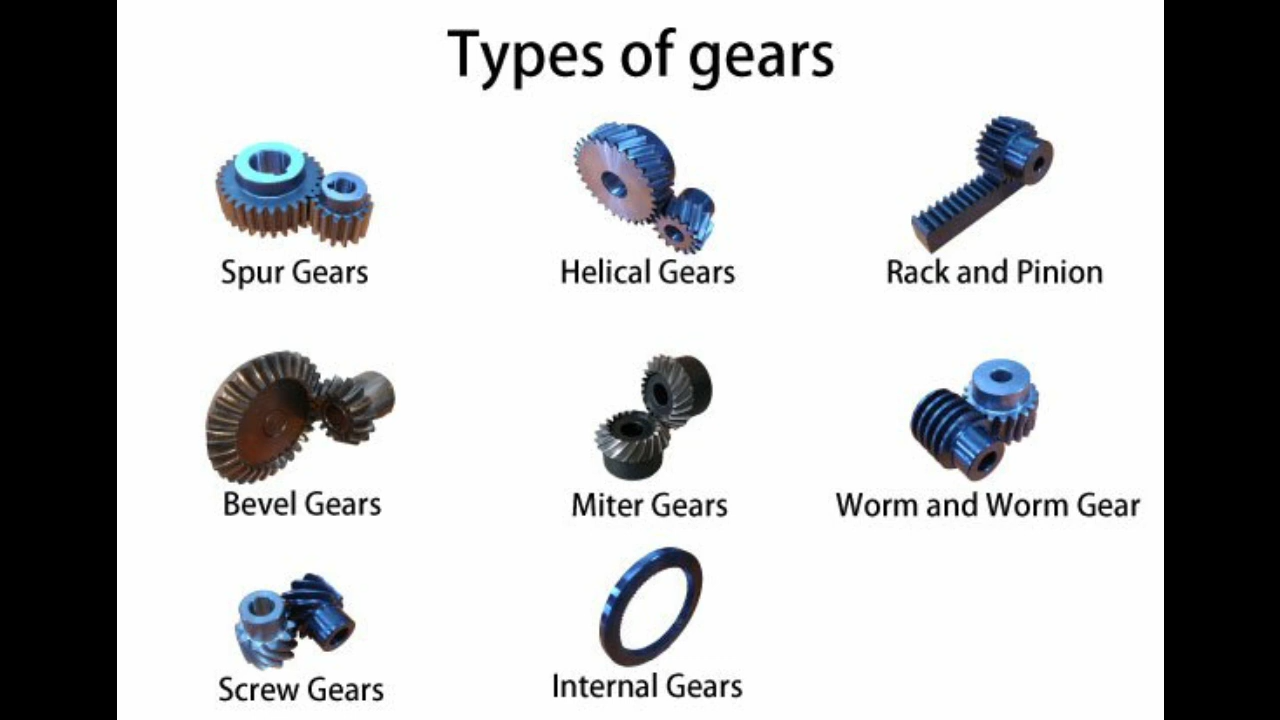 Types of gears
Spur Gears
Helical Gears
Rack and Pinion
Bevel Gears
Miter Gears
Worm and Worm Gear
Screw Gears
Internal Gears